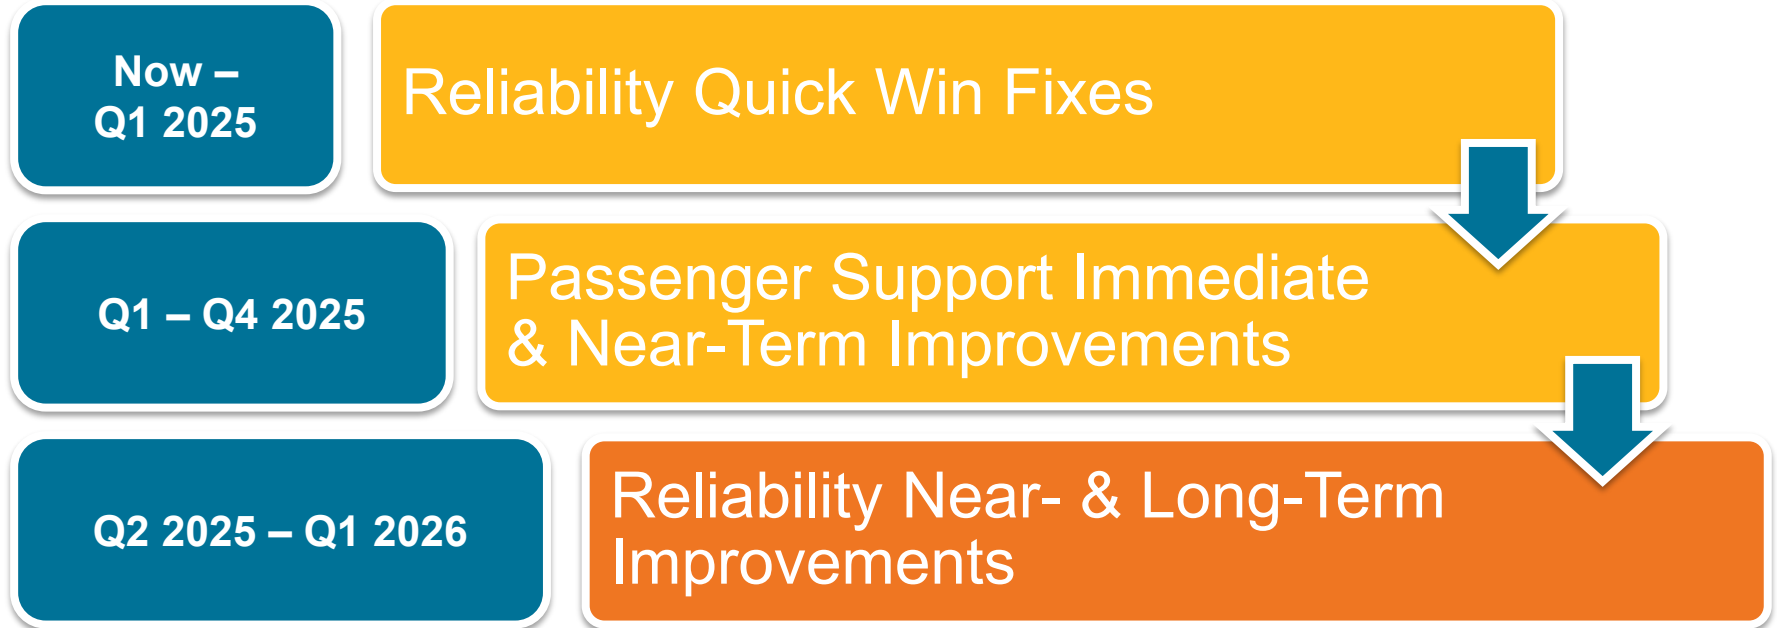 Now –
Q1 2025
Reliability Quick Win Fixes
Q1 – Q4 2025
Passenger Support Immediate
& Near-Term Improvements
Q2 2025 – Q1 2026
Reliability Near- & Long-Term
Improvements